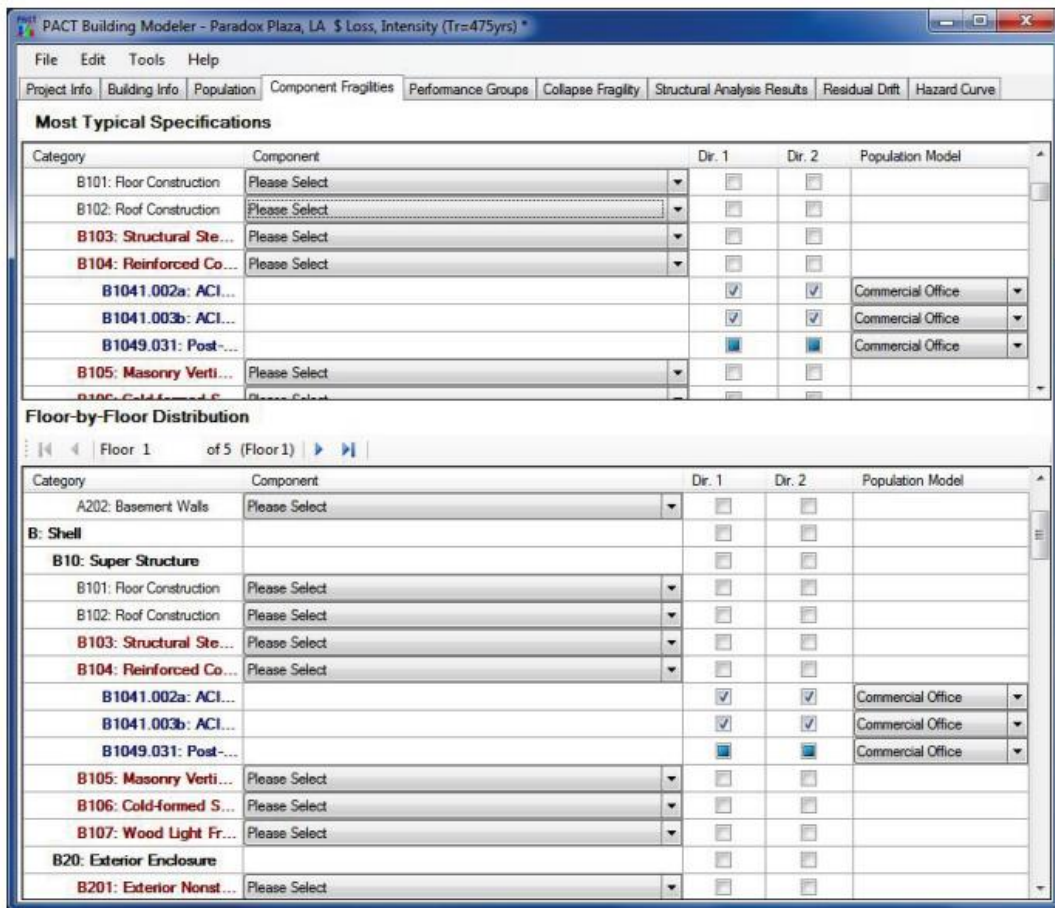 PACT PACT Building Modeler - Paradox Plaza, LA $ Loss, Intensity (Tr=475yrs) *
File Edit Tools Help
Project Info Building Info Population Component Fragilities Performance Groups Collapse Fragility Structural Analysis Results Residual Drift Hazard Curve
Most Typical Specifications
Category Component Dir. 1 Dir. 2 Population Model
B101: Floor Construction Please Select
B102: Roof Construction Please Select
B103: Structural Ste... Please Select
B104: Reinforced Co... Please Select
B1041.002a: ACI... Commercial Office
B1041.003b: ACI... Commercial Office
B1049.031: Post-... Commercial Office
B105: Masonry Verti... Please Select
B106: Cold-formed S... Please Select
Floor-by-Floor Distribution
Floor 1 of 5 (Floor 1)
Category Component Dir. 1 Dir. 2 Population Model
A202: Basement Walls Please Select
B: Shell
B10: Super Structure
B101: Floor Construction Please Select
B102: Roof Construction Please Select
B103: Structural Ste... Please Select
B104: Reinforced Co... Please Select
B1041.002a: ACI... Commercial Office
B1041.003b: ACI... Commercial Office
B1049.031: Post-... Commercial Office
B105: Masonry Verti... Please Select
B106: Cold-formed S... Please Select
B107: Wood Light Fr... Please Select
B20: Exterior Enclosure
B201: Exterior Nonst... Please Select